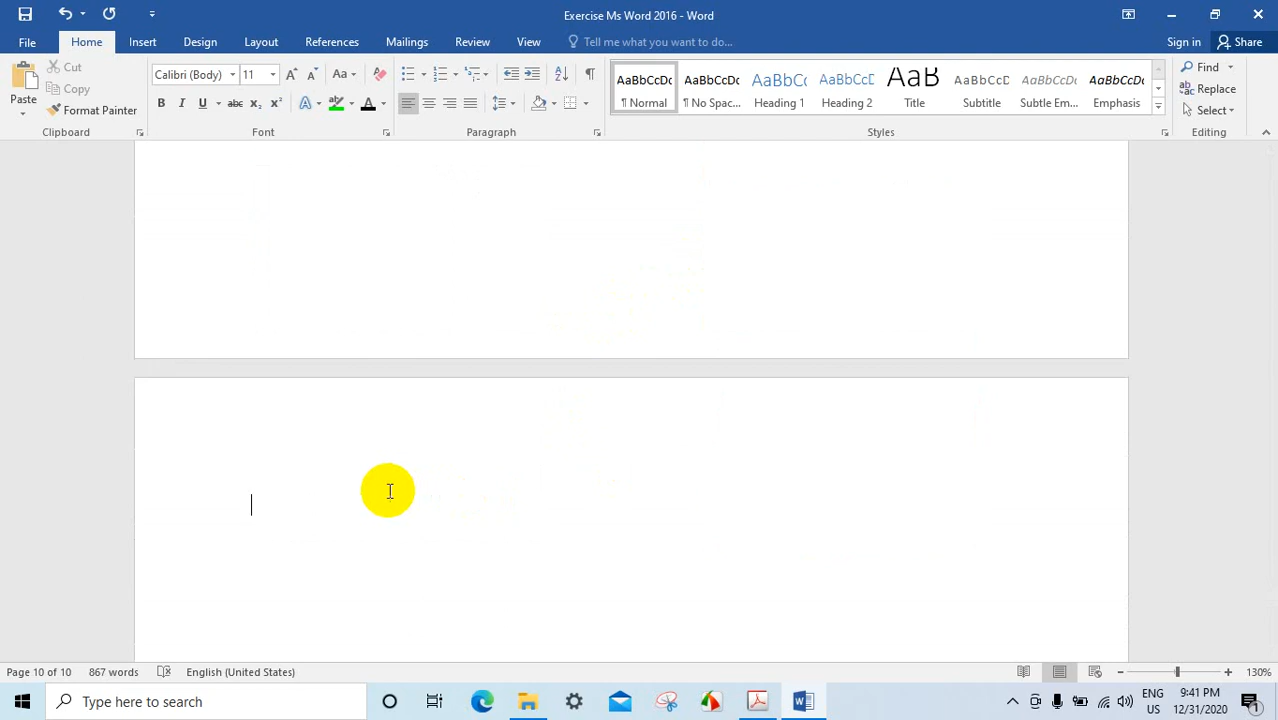 Exercise Ms Word 2016 - Word
File Home Insert Design Layout References Mailings Review View Tell me what you want to do... Sign in Share
Cut
Copy
Format Painter
Paste
Clipboard
Calibri (Body) 11
Font
Paragraph
AaBbCcDc AaBbCcDc AaBbC AaBbCcC AaB AaBbCcD AaBbCcDc AaBbCcDc
¶ Normal ¶ No Spac... Heading Heading 2 Title Subtitle Subtle Em... Emphasis
Styles
Find
Replace
Select
Editing
Page 10 of 10 867 words English (United States) 130%
Type here to search
ENG
US
9:41 PM
12/31/2020
1